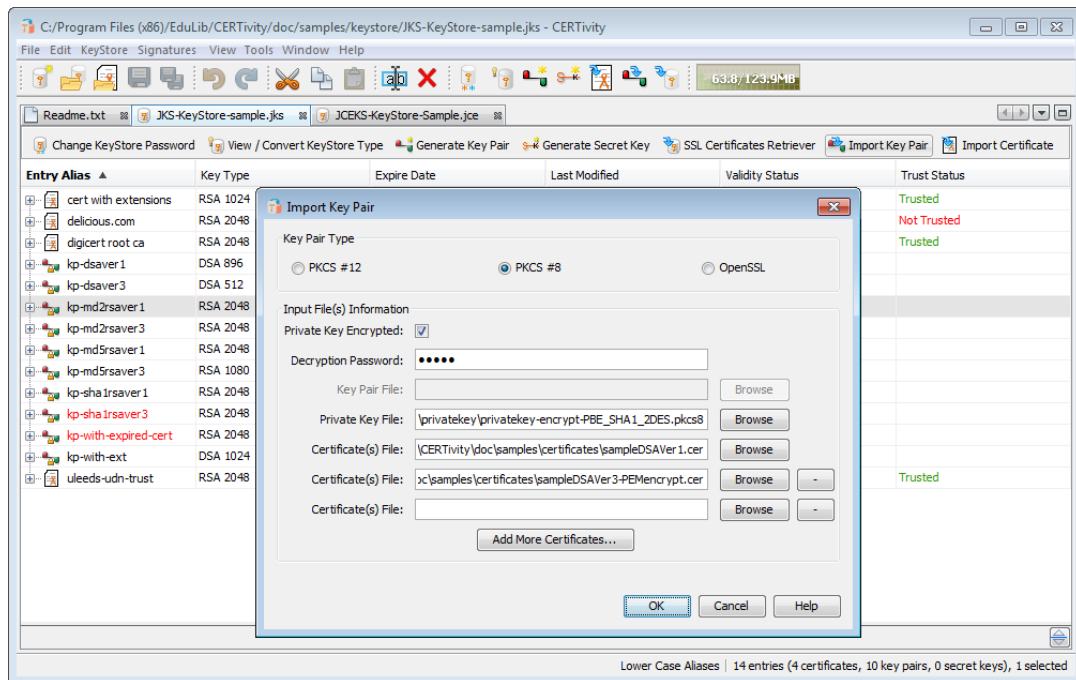 C:/Program Files (x86)/EduLib/CERTivity/doc/samples/keystore/JKS-KeyStore-sample.jks - CERTivity
File Edit KeyStore Signatures View Tools Window Help
63.8/123.9MB
Readme.txt JKS-KeyStore-sample.jks JCEKS-KeyStore-Sample.jce
Change KeyStore Password View / Convert KeyStore Type Generate Key Pair Generate Secret Key SSL Certificates Retriever Import Key Pair Import Certificate
Entry Alias Key Type Expire Date Last Modified Validity Status Trust Status
cert with extensions RSA 1024 Trusted
delicious.com RSA 2048 Not Trusted
digicert root ca RSA 2048 Trusted
kp-dsaver1 DSA 896
kp-dsaver3 DSA 512
kp-md2rsaver1 RSA 2048
kp-md2rsaver3 RSA 2048
kp-md5rsaver1 RSA 2048
kp-md5rsaver3 RSA 1080
kp-sha1rsaver1 RSA 2048
kp-sha1rsaver3 RSA 2048
kp-with-expired-cert RSA 2048
kp-with-ext DSA 1024
uleeds-udn-trust RSA 2048 Trusted
Import Key Pair
Key Pair Type
PKCS #12 PKCS #8 OpenSSL
Input File(s) Information
Private Key Encrypted:
Decryption Password: •••••
Key Pair File: Browse
Private Key File: \privatekey\privatekey-encrypt-PBE_SHA1_2DES.pkcs8 Browse
Certificate(s) File: \CERTivity\doc\samples\certificates\sampleDSAVer1.cer Browse
Certificate(s) File: oc\samples\certificates\sampleDSAVer3-PEMencrypt.cer Browse -
Certificate(s) File: Browse -
Add More Certificates...
OK Cancel Help
Lower Case Aliases 14 entries (4 certificates, 10 key pairs, 0 secret keys), 1 selected